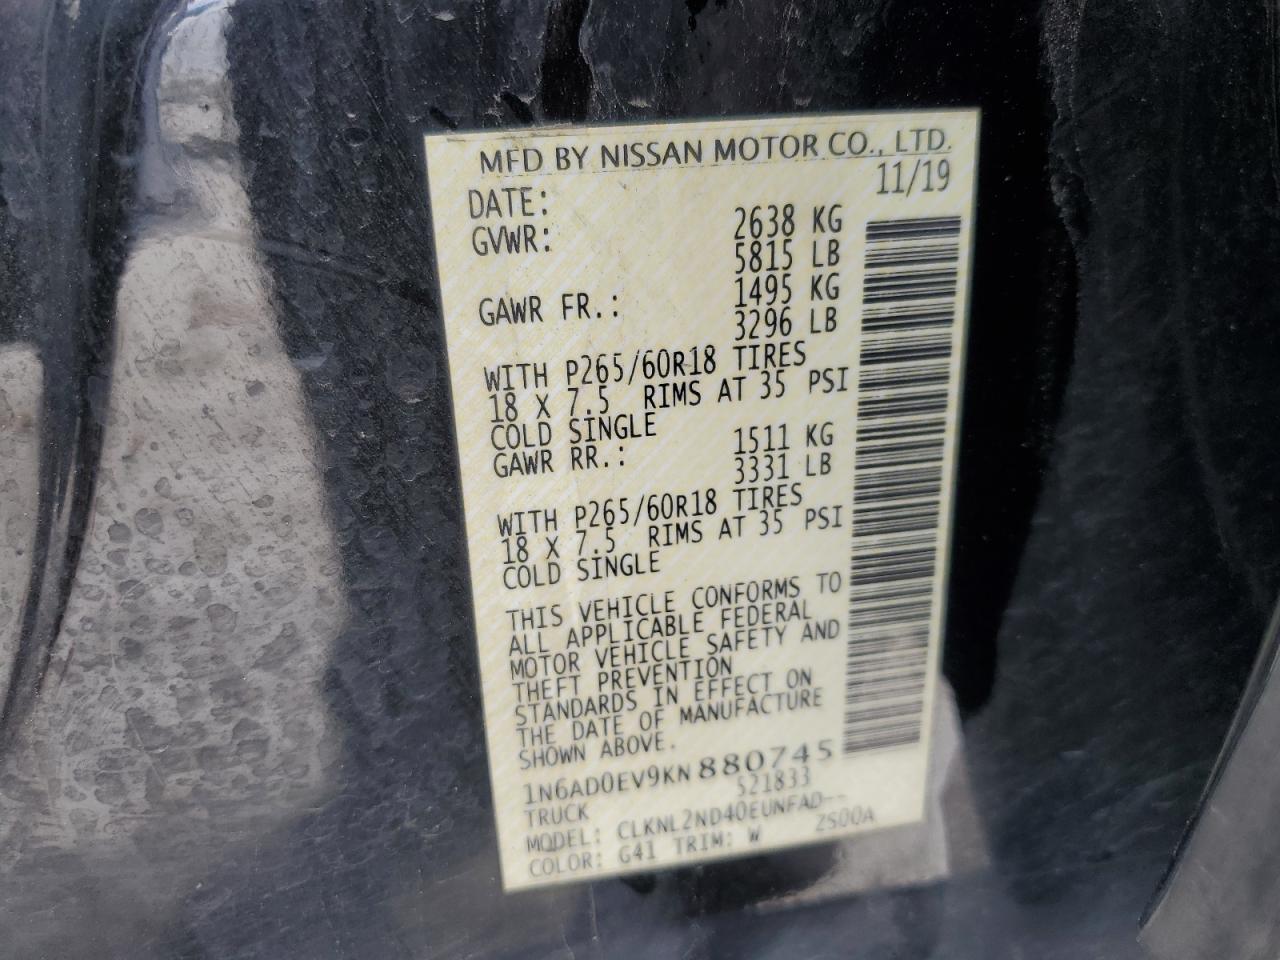 MFD BY NISSAN MOTOR CO., LTD.
DATE: 11/19
GVWR: 2638 KG
5815 LB
GAWR FR.: 1495 KG
3296 LB
WITH P265/60R18 TIRES
18 X 7.5 RIMS AT 35 PSI
COLD SINGLE
GAWR RR.: 1511 KG
3331 LB
WITH P265/60R18 TIRES
18 X 7.5 RIMS AT 35 PSI
COLD SINGLE
THIS VEHICLE CONFORMS TO
ALL APPLICABLE FEDERAL
MOTOR VEHICLE SAFETY AND
THEFT PREVENTION
STANDARDS IN EFFECT ON
THE DATE OF MANUFACTURE
SHOWN ABOVE.
1N6AD0EV9KN880745
TRUCK 521833
MODEL: CLKNL2ND40EUNFAD--
COLOR: G41 TRIM: W 2S00A